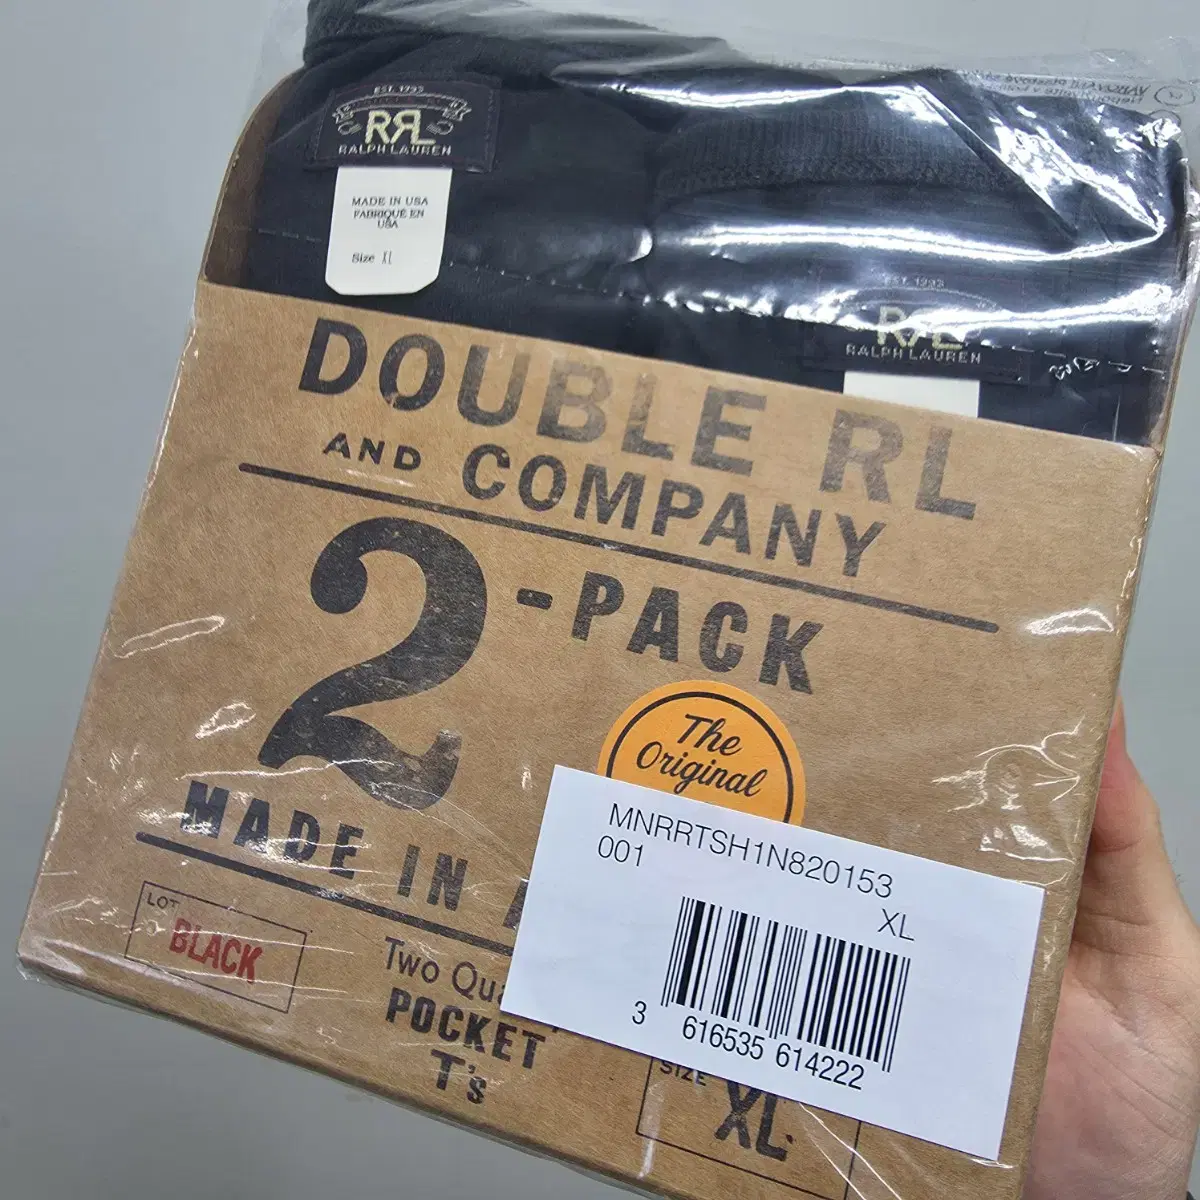 EST. 1993
RRL
RALPH LAUREN
MADE IN USA
FABRIQUÉ EN
USA
Size XL
EST. 1993
RRL
RALPH LAUREN
DOUBLE RL
AND COMPANY
2-PACK
The
Original
MADE IN
MNRRTSH1N820153
001
XL
3 616535 614222
LOT
BLACK
Two
POCKET
T's
SIZE
XL